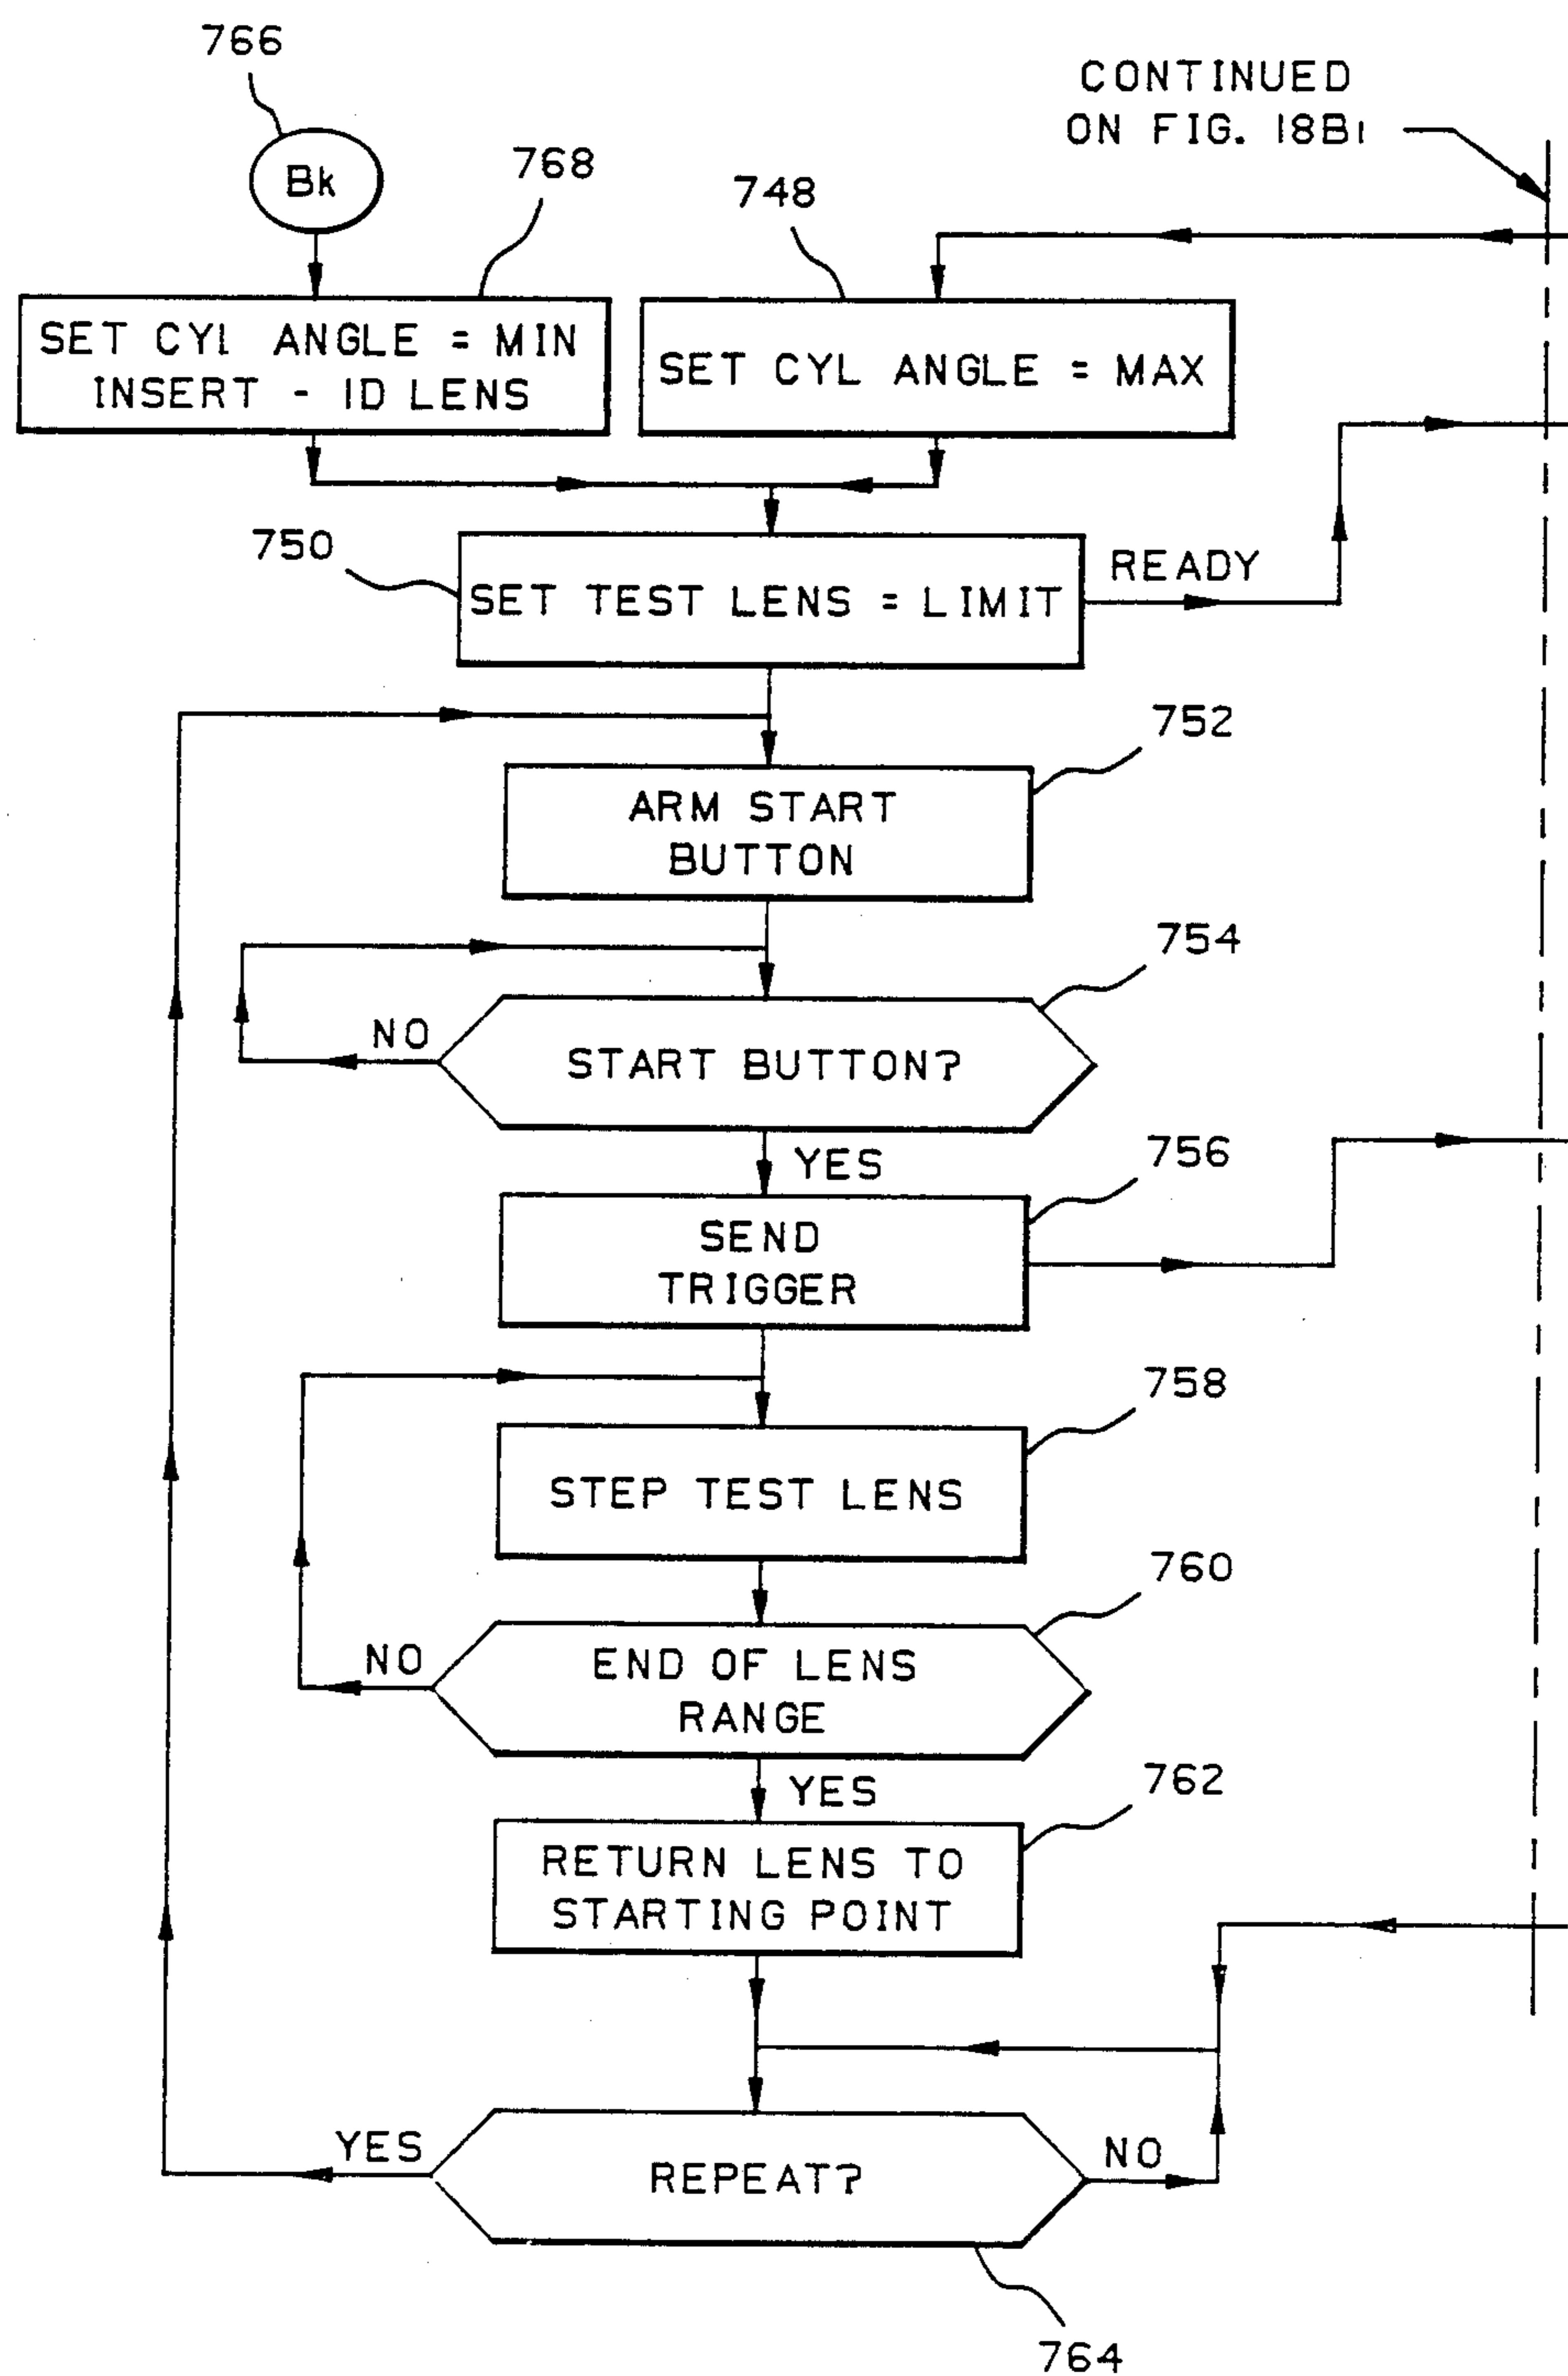 766
CONTINUED
ON FIG. 18B1
Bk
768
748
SET CYL ANGLE = MIN
INSERT - 1D LENS
SET CYL ANGLE = MAX
750
SET TEST LENS = LIMIT
READY
752
ARM START
BUTTON
754
NO
START BUTTON?
YES
756
SEND
TRIGGER
758
STEP TEST LENS
760
NO
END OF LENS
RANGE
YES
762
RETURN LENS TO
STARTING POINT
YES
REPEAT?
NO
764